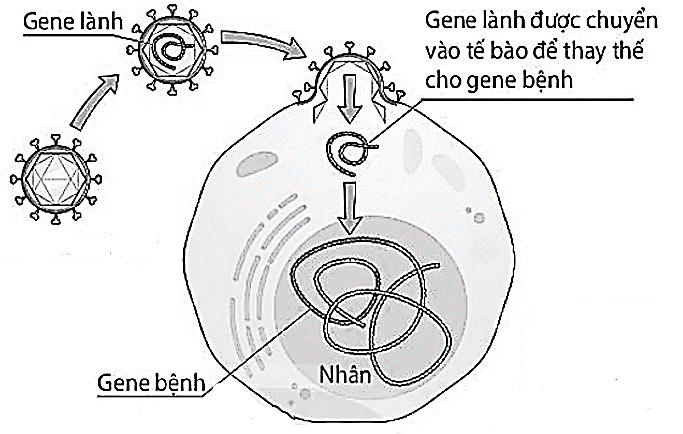 Gene lành
Gene lành được chuyển
vào tế bào để thay thế
cho gene bệnh
Gene bệnh
Nhân